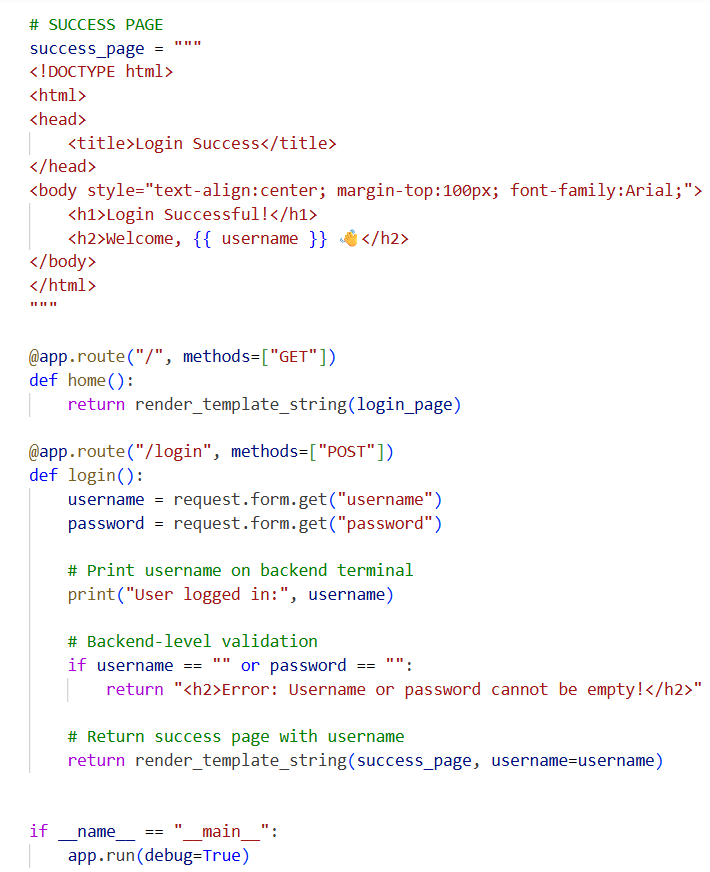 # SUCCESS PAGE
success_page = """
<!DOCTYPE html>
<html>
<head>
    <title>Login Success</title>
</head>
<body style="text-align:center; margin-top:100px; font-family:Arial;">
    <h1>Login Successful!</h1>
    <h2>Welcome, {{ username }} 👋</h2>
</body>
</html>
"""

@app.route("/", methods=["GET"])
def home():
    return render_template_string(login_page)

@app.route("/login", methods=["POST"])
def login():
    username = request.form.get("username")
    password = request.form.get("password")

    # Print username on backend terminal
    print("User logged in:", username)

    # Backend-level validation
    if username == "" or password == "":
        return "<h2>Error: Username or password cannot be empty!</h2>"

    # Return success page with username
    return render_template_string(success_page, username=username)


if __name__ == "__main__":
    app.run(debug=True)